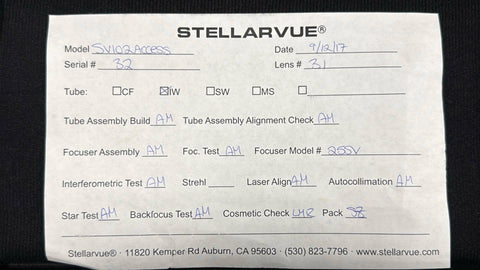 STELLARVUE®
Model SV102Access Date 9/12/17
Serial # 32 Lens # 31
Tube: ☐CF ☒IW ☐SW ☐MS ☐
Tube Assembly Build AM Tube Assembly Alignment Check AM
Focuser Assembly AM Foc. Test AM Focuser Model # 25SV
Interferometric Test AM Strehl Laser Align AM Autocollimation AM
Star Test AM Backfocus Test AM Cosmetic Check Pack
Stellarvue® · 11820 Kemper Rd Auburn, CA 95603 · (530) 823-7796 · www.stellarvue.com